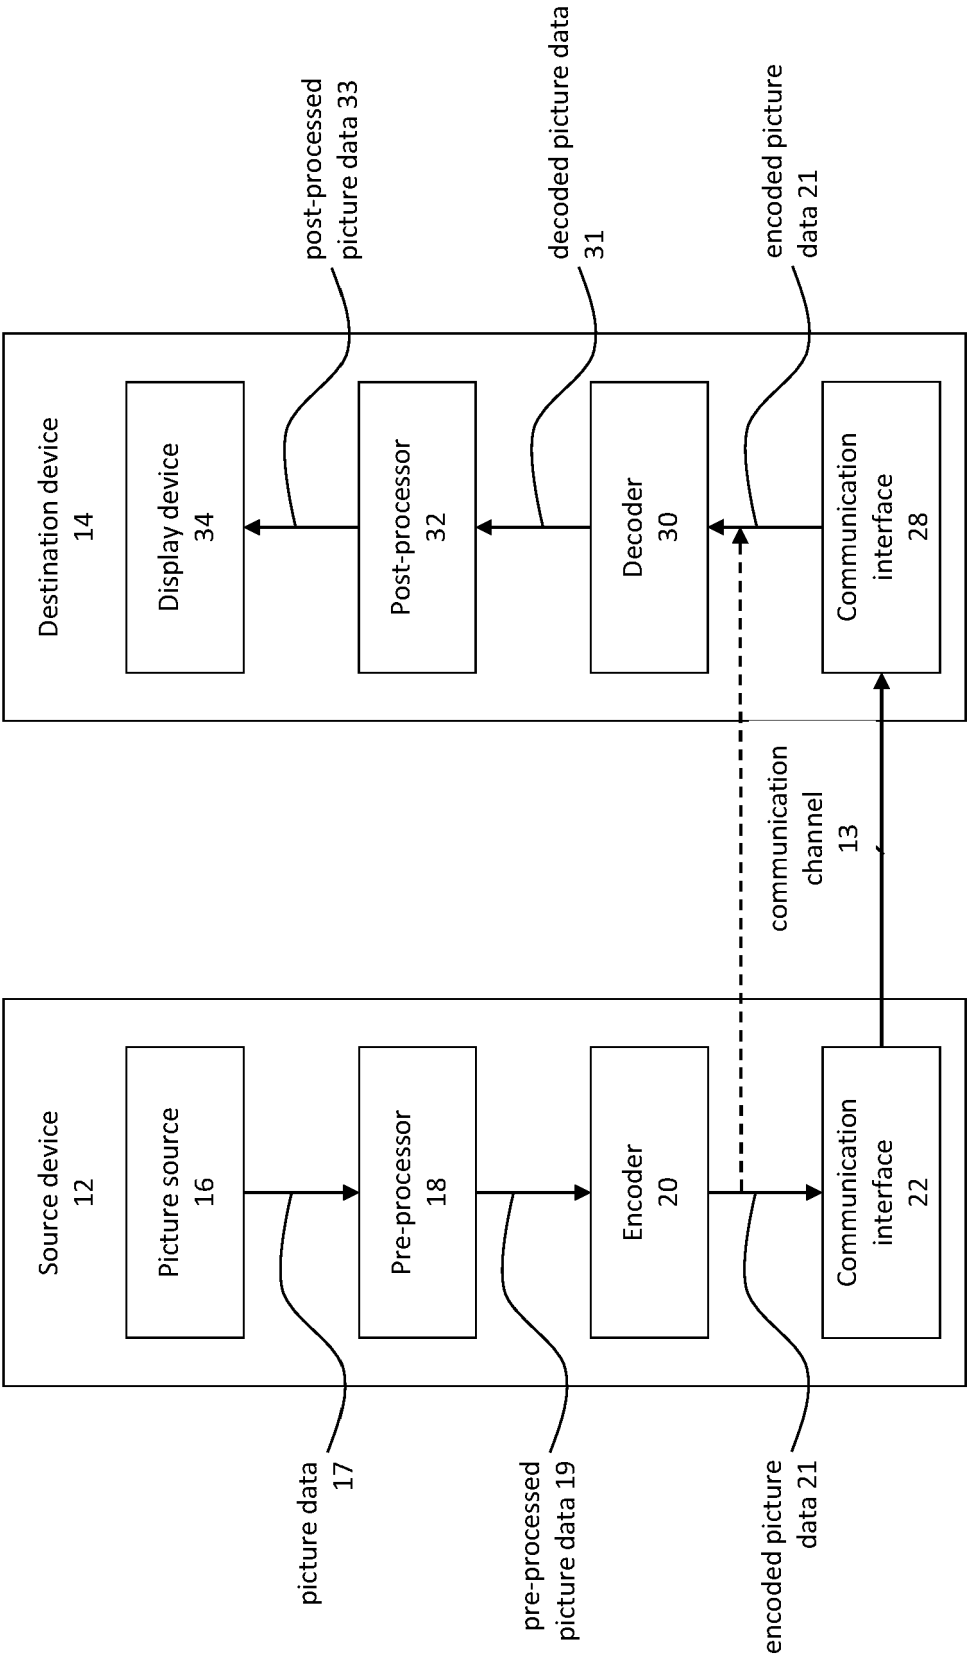 Source device
12
Picture source
16
picture data
17
Pre-processor
18
pre-processed
picture data 19
Encoder
20
encoded picture
data 21
Communication
interface
22
communication
channel
13
Destination device
14
Display device
34
post-processed
picture data 33
Post-processor
32
decoded picture data
31
Decoder
30
encoded picture
data 21
Communication
interface
28